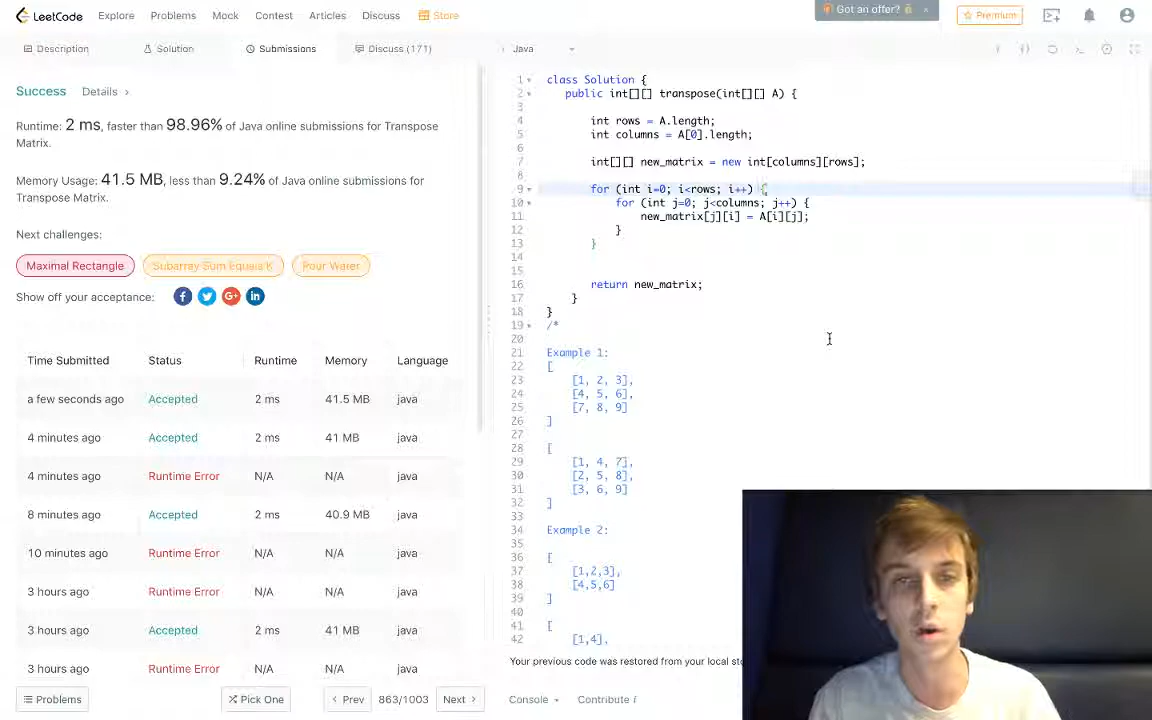 LeetCode Explore Problems Mock Contest Articles Discuss Store Got an offer? × Premium
Description Solution Submissions Discuss (171) Java
Success Details >
Runtime: 2 ms, faster than 98.96% of Java online submissions for Transpose
Matrix.
Memory Usage: 41.5 MB, less than 9.24% of Java online submissions for
Transpose Matrix.
Next challenges:
Maximal Rectangle Subarray Sum Equals K Pour Water
Show off your acceptance:
Time Submitted Status Runtime Memory Language
a few seconds ago Accepted 2 ms 41.5 MB java
4 minutes ago Accepted 2 ms 41 MB java
4 minutes ago Runtime Error N/A N/A java
8 minutes ago Accepted 2 ms 40.9 MB java
10 minutes ago Runtime Error N/A N/A java
3 hours ago Runtime Error N/A N/A java
3 hours ago Accepted 2 ms 41 MB java
3 hours ago Runtime Error N/A N/A java
Problems Pick One < Prev 863/1003 Next >
1 class Solution {
2 public int[][] transpose(int[][] A) {
3
4 int rows = A.length;
5 int columns = A[0].length;
6
7 int[][] new_matrix = new int[columns][rows];
8
9 for (int i=0; i<rows; i++) {
10 for (int j=0; j<columns; j++) {
11 new_matrix[j][i] = A[i][j];
12 }
13 }
14
15
16 return new_matrix;
17 }
18 }
19 /*
20
21 Example 1:
22 [
23 [1, 2, 3],
24 [4, 5, 6],
25 [7, 8, 9]
26 ]
27
28 [
29 [1, 4, 7],
30 [2, 5, 8],
31 [3, 6, 9]
32 ]
33
34 Example 2:
35
36 [
37 [1,2,3],
38 [4,5,6]
39 ]
40
41 [
42 [1,4],
Your previous code was restored from your local
Console Contribute